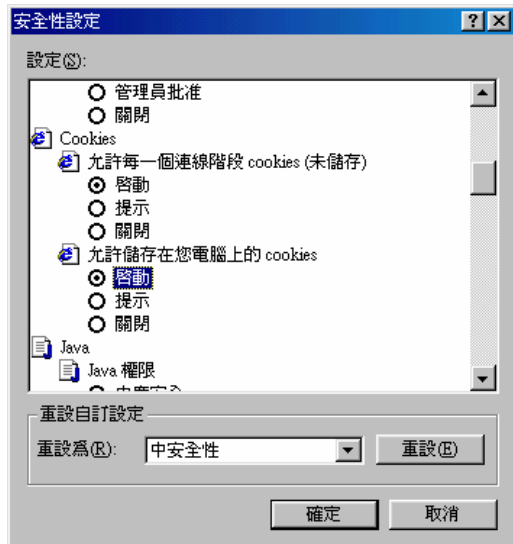 安全性設定
設定(S):
管理員批准
關閉
Cookies
允許每一個連線階段 cookies (未儲存)
啓動
提示
關閉
允許儲存在您電腦上的 cookies
啓動
提示
關閉
Java
Java 權限
重設自訂設定
重設爲(R): 中安全性 重設(E)
確定 取消